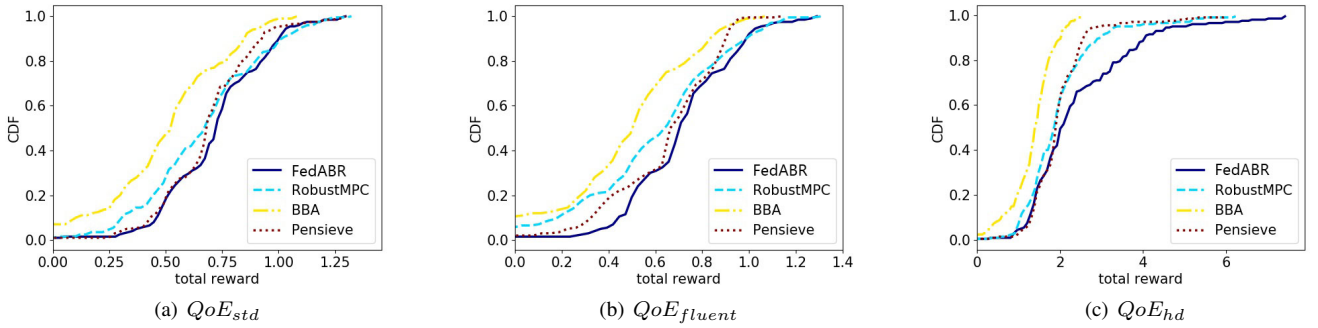 1.0
0.8
0.6
0.4
0.2
0.0
CDF
FedABR
RobustMPC
BBA
Pensieve
0.00 0.25 0.50 0.75 1.00 1.25
total reward
(a) QoE_std
1.0
0.8
0.6
0.4
0.2
0.0
CDF
FedABR
RobustMPC
BBA
Pensieve
0.0 0.2 0.4 0.6 0.8 1.0 1.2 1.4
total reward
(b) QoE_fluent
1.0
0.8
0.6
0.4
0.2
0.0
CDF
FedABR
RobustMPC
BBA
Pensieve
0 2 4 6
total reward
(c) QoE_hd